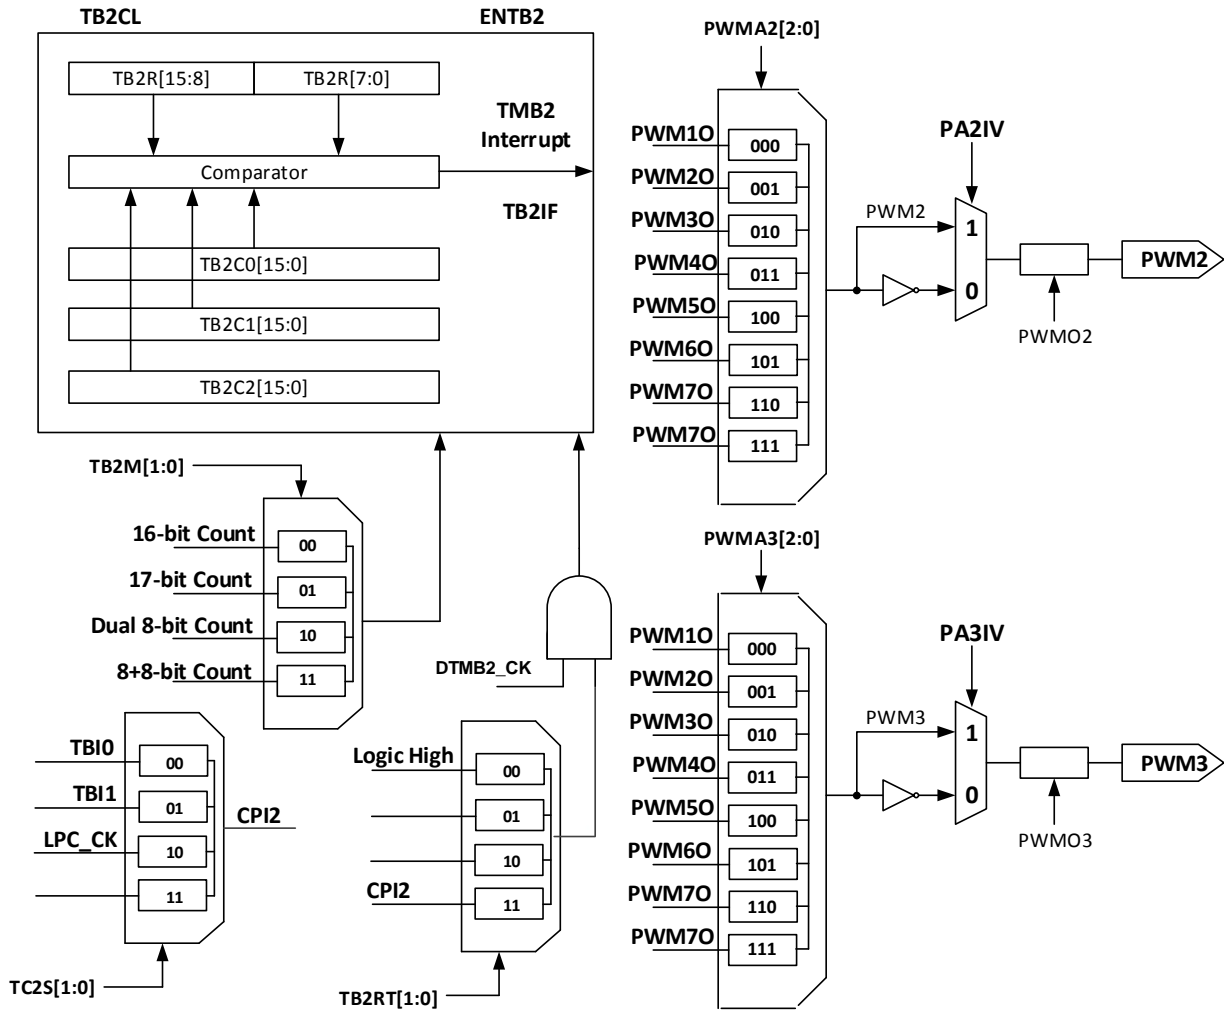 TB2CL
ENTB2
TB2R[15:8]
TB2R[7:0]
TMB2
Interrupt
Comparator
TB2IF
TB2C0[15:0]
TB2C1[15:0]
TB2C2[15:0]
TB2M[1:0]
16-bit Count
00
17-bit Count
01
Dual 8-bit Count
10
8+8-bit Count
11
DTMB2_CK
TBI0
00
TBI1
01
LPC_CK
10
11
CPI2
TC2S[1:0]
Logic High
00
01
10
CPI2
11
TB2RT[1:0]
PWMA2[2:0]
PWM1O
000
PWM2O
001
PWM3O
010
PWM4O
011
PWM5O
100
PWM6O
101
PWM7O
110
PWM7O
111
PA2IV
PWM2
1
0
PWMO2
PWM2
PWMA3[2:0]
PWM1O
000
PWM2O
001
PWM3O
010
PWM4O
011
PWM5O
100
PWM6O
101
PWM7O
110
PWM7O
111
PA3IV
PWM3
1
0
PWMO3
PWM3